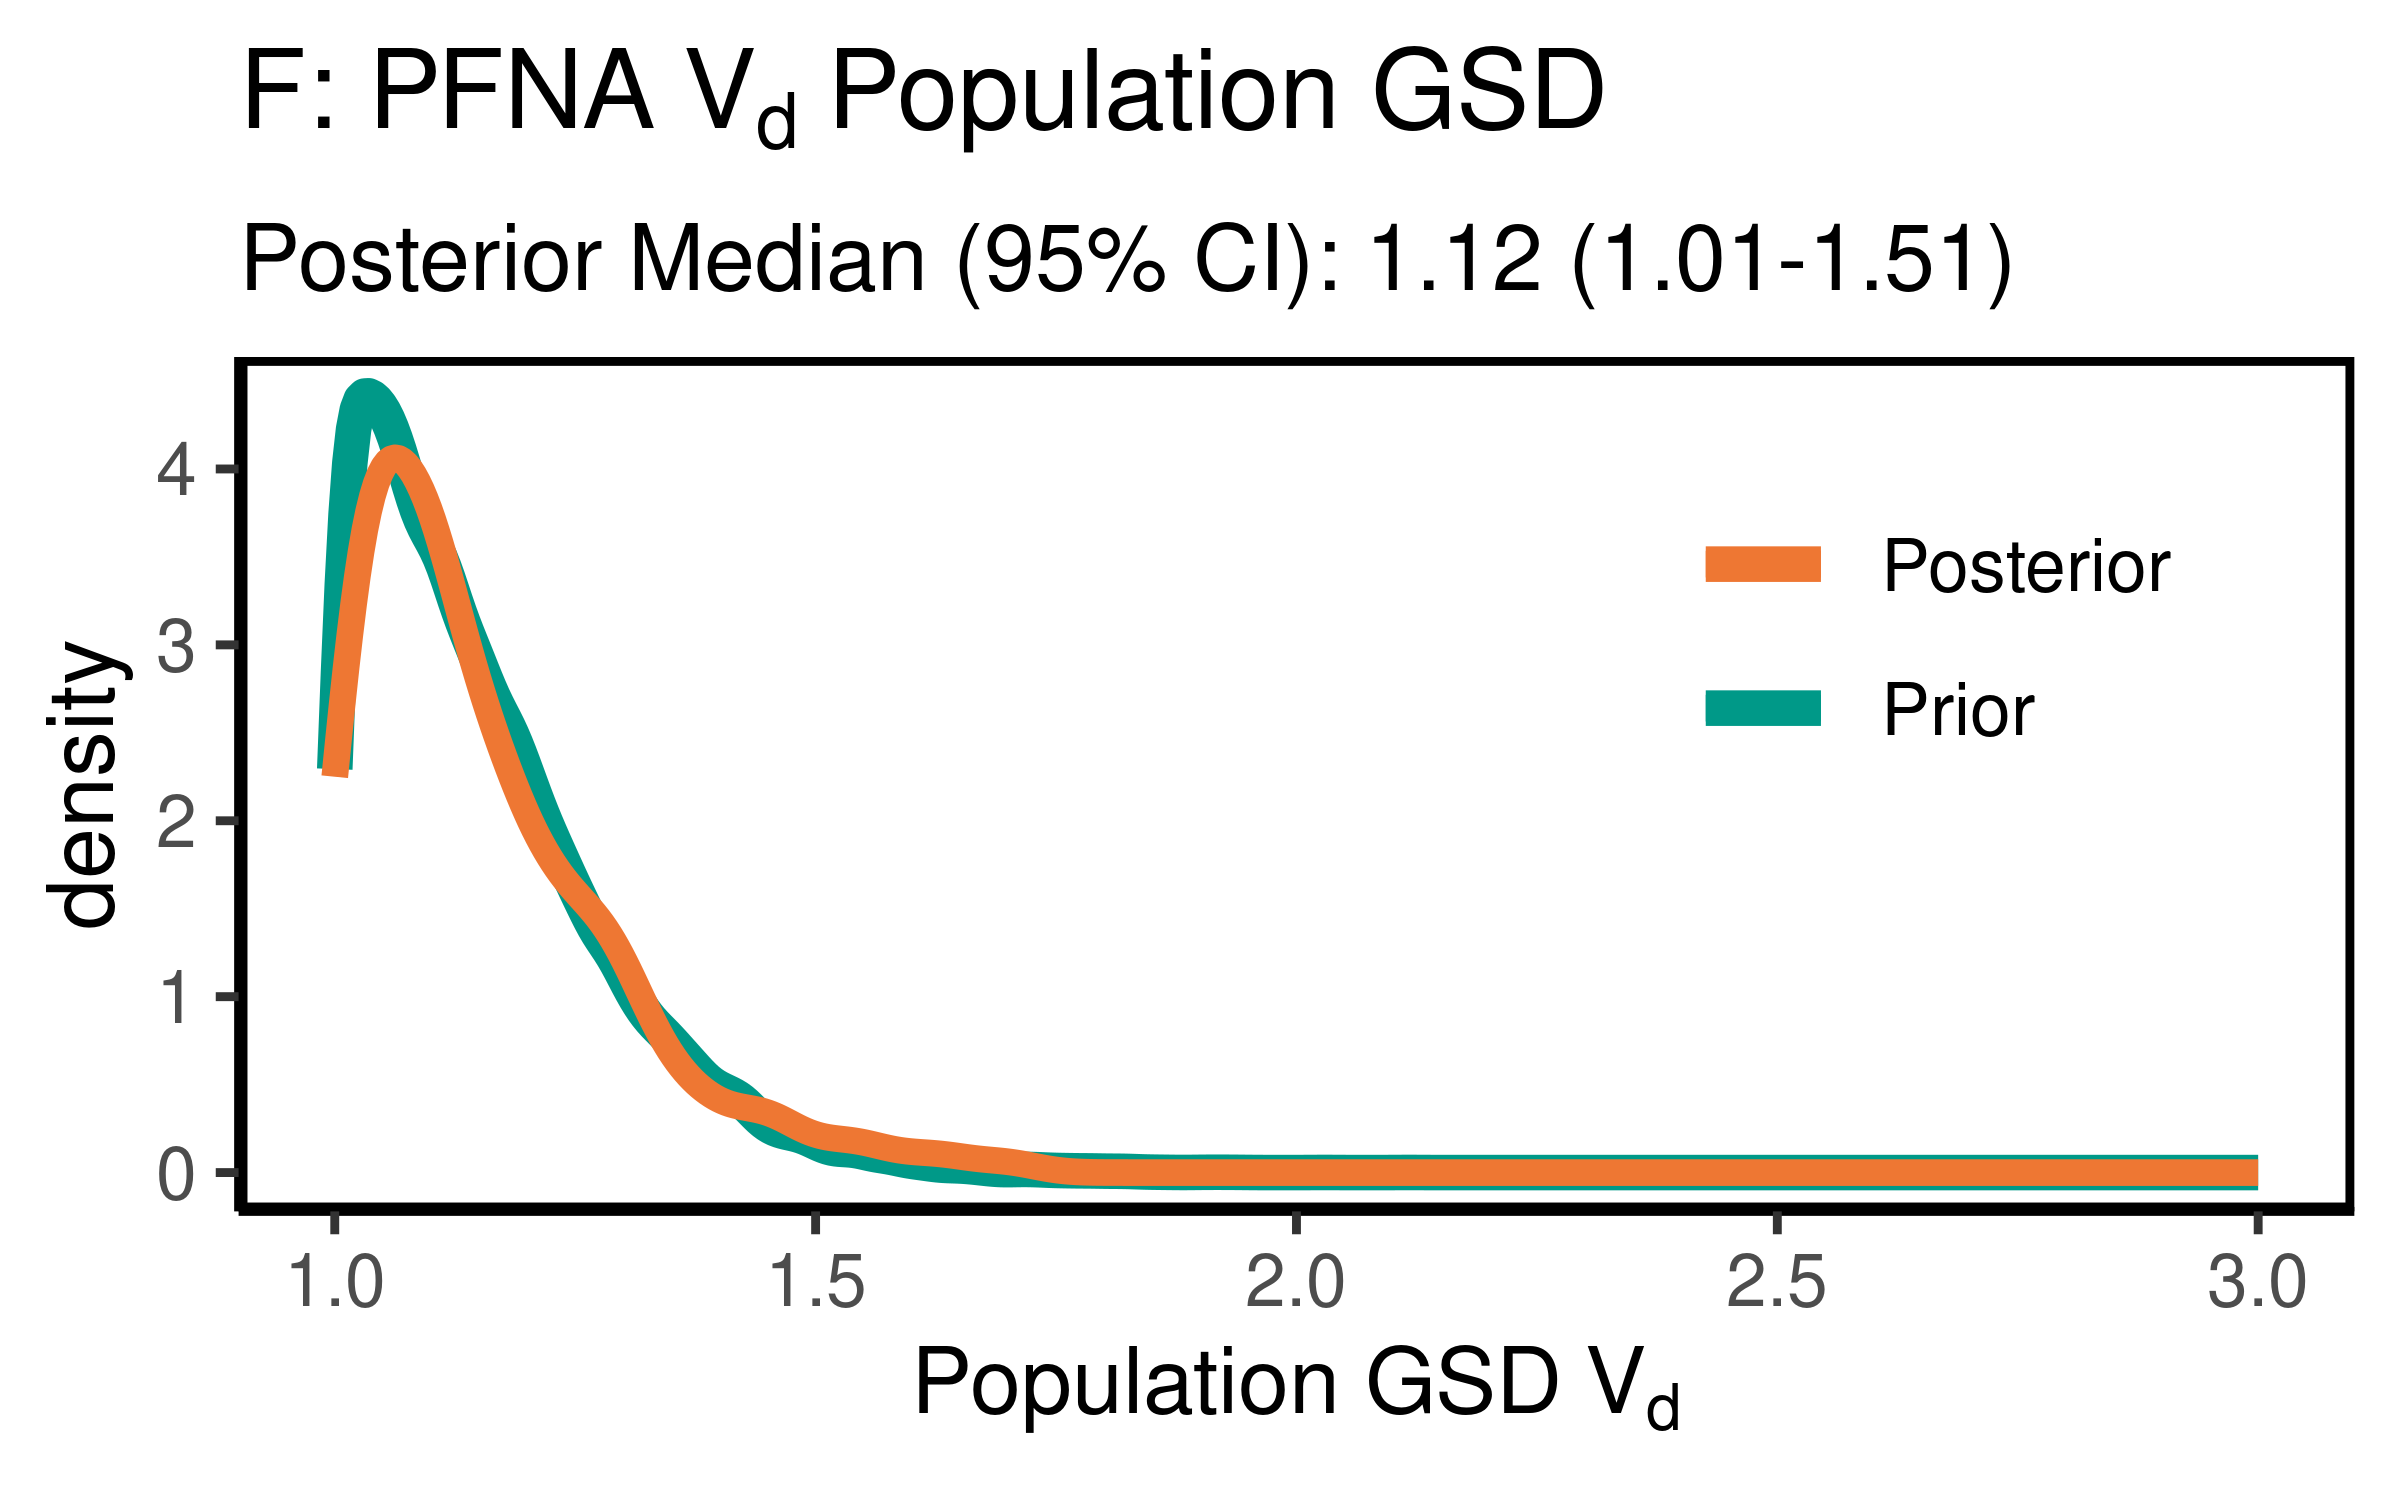 F: PFNA Vd Population GSD
Posterior Median (95% CI): 1.12 (1.01-1.51)
density
4
3
2
1
0
Posterior
Prior
1.0 1.5 2.0 2.5 3.0
Population GSD Vd